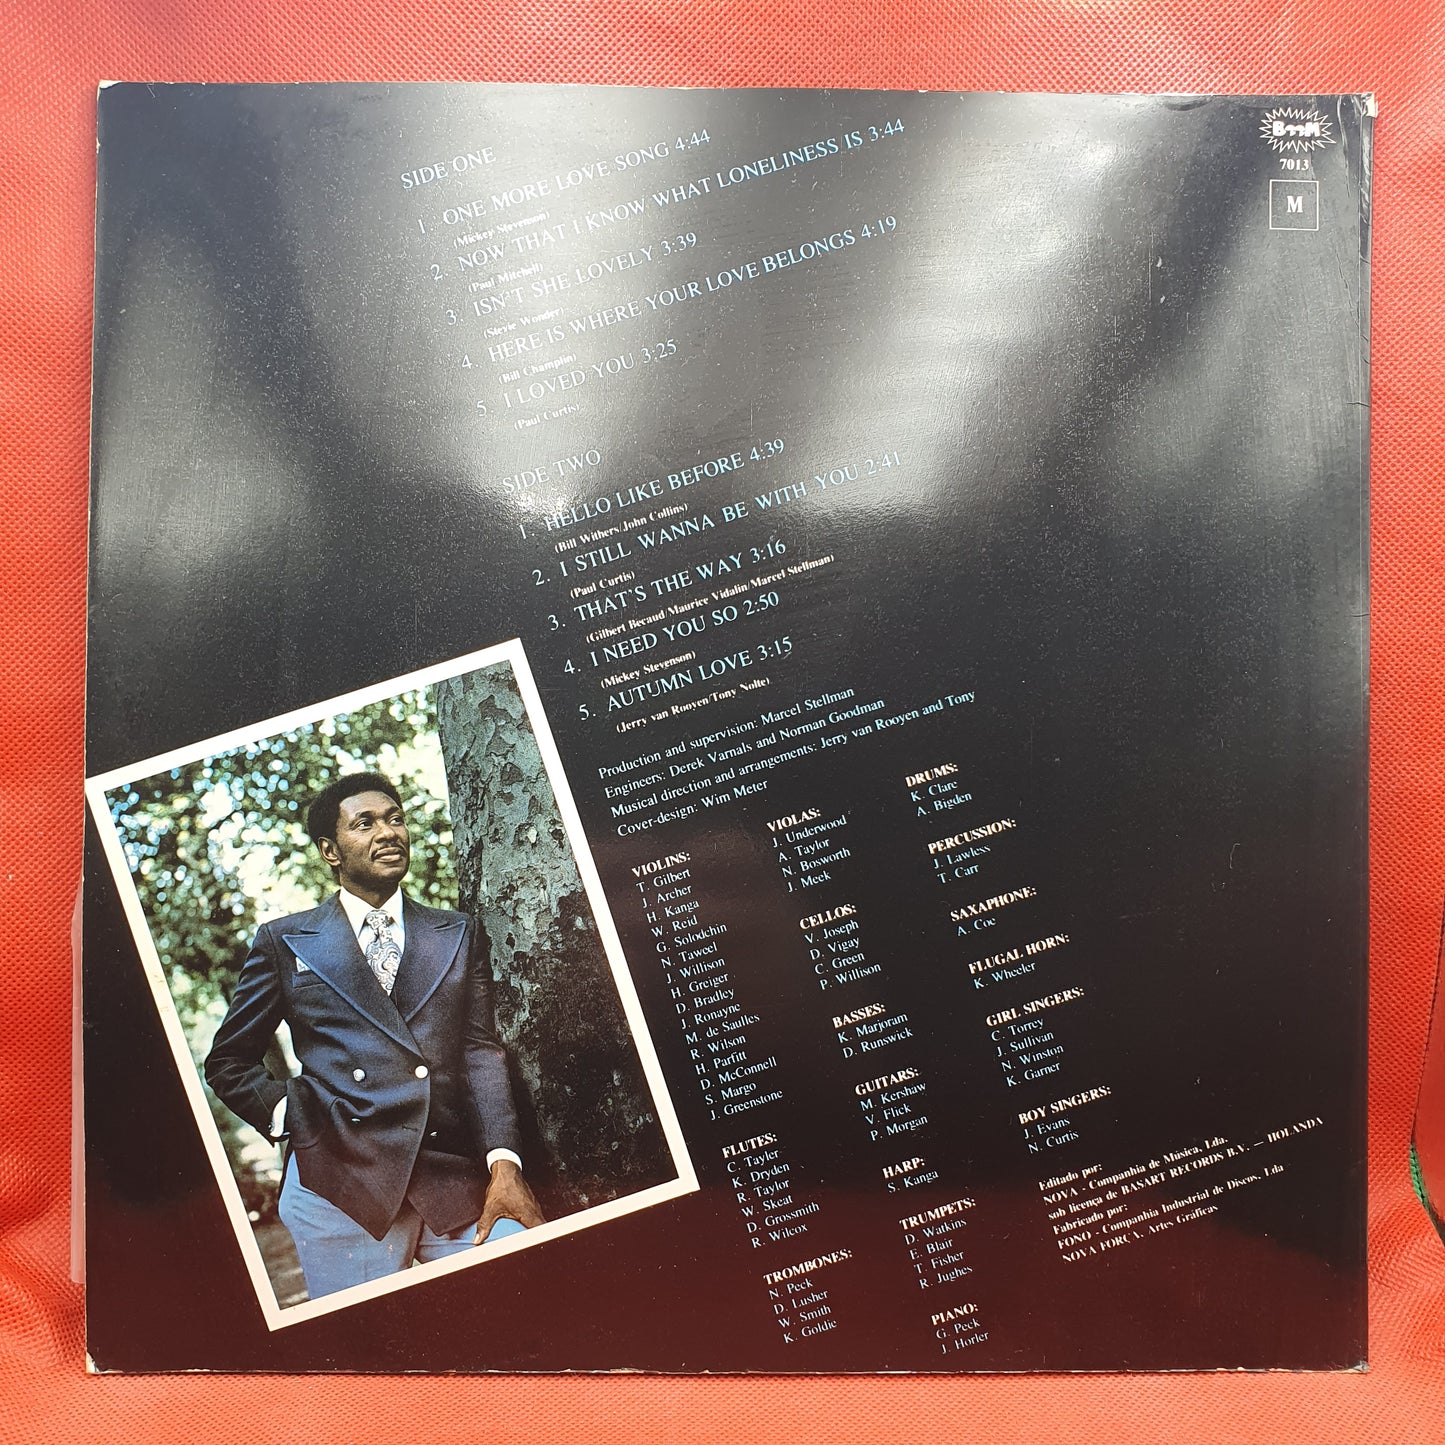 BooM
7013
M
SIDE ONE
1. ONE MORE LOVE SONG 4:44
(Mickey Stevenson)
2. NOW THAT I KNOW WHAT LONELINESS IS 3:44
(Paul Mitchell)
3. ISN'T SHE LOVELY 3:39
(Stevie Wonder)
4. HERE IS WHERE YOUR LOVE BELONGS 4:19
(Bill Champlin)
5. I LOVED YOU 3:25
(Paul Curtis)
SIDE TWO
1. HELLO LIKE BEFORE 4:39
(Bill Withers/John Collins)
2. I STILL WANNA BE WITH YOU 2:41
(Paul Curtis)
3. THAT'S THE WAY 3:16
(Gilbert Becaud/Maurice Vidalin/Marcel Stellman)
4. I NEED YOU SO 2:50
(Mickey Stevenson)
5. AUTUMN LOVE 3:15
(Jerry van Rooyen/Tony Nolte)
Production and supervision: Marcel Stellman
Engineers: Derek Varnals and Norman Goodman
Musical direction and arrangements: Jerry van Rooyen and Tony
Cover-design: Wim Meter
VIOLINS:
T. Gilbert
J. Archer
H. Kanga
W. Reid
G. Solodchin
N. Taweel
J. Willison
H. Greiger
D. Bradley
J. Ronayne
M. de Saulles
R. Wilson
H. Parfitt
D. McConnell
S. Margo
J. Greenstone
FLUTES:
C. Tayler
K. Dryden
R. Taylor
W. Skeat
D. Grossmith
R. Wilcox
TROMBONES:
N. Peck
D. Lusher
W. Smith
K. Goldie
VIOLAS:
J. Underwood
A. Taylor
N. Bosworth
J. Meek
CELLOS:
V. Joseph
D. Vigay
C. Green
P. Willison
BASSES:
K. Marjoram
D. Runswick
GUITARS:
M. Kershaw
V. Flick
P. Morgan
HARP:
S. Kanga
TRUMPETS:
D. Watkins
E. Blair
T. Fisher
R. Jughes
PIANO:
G. Peck
J. Horler
DRUMS:
K. Clare
A. Bigden
PERCUSSION:
J. Lawless
T. Carr
SAXAPHONE:
A. Coe
FLUGAL HORN:
K. Wheeler
GIRL SINGERS:
C. Torrey
J. Sullivan
N. Winston
K. Garner
BOY SINGERS:
J. Evans
N. Curtis
Editado por:
NOVA - Companhia de Música, Lda.
sob licença de BASART RECORDS B.V. — HOLANDA
Fabricado por:
FONO - Companhia Industrial de Discos, Lda
NOVA FORÇA, Artes Gráficas